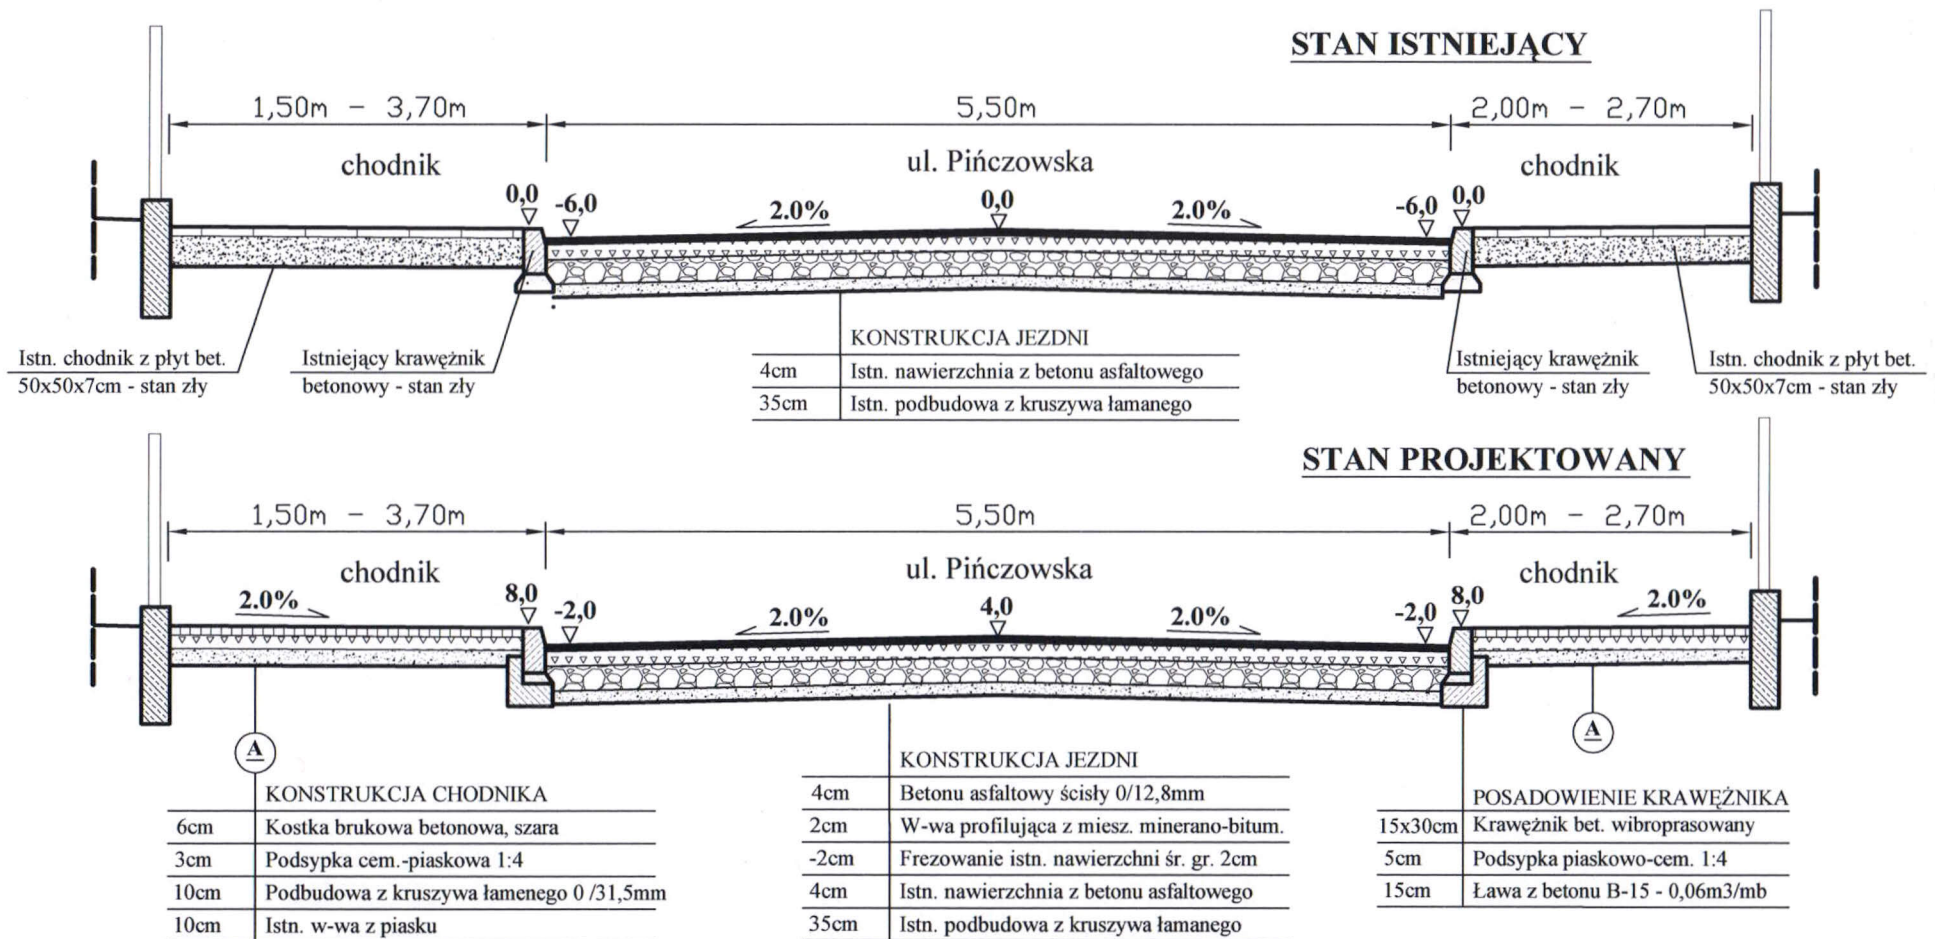 STAN ISTNIEJĄCY
1,50m - 3,70m
5,50m
2,00m - 2,70m
chodnik
ul. Pińczowska
chodnik
0,0
-6,0
2.0%
0,0
2.0%
-6,0
0,0
Istn. chodnik z płyt bet.
50x50x7cm - stan zły
Istniejący krawężnik
betonowy - stan zły
KONSTRUKCJA JEZDNI
4cm Istn. nawierzchnia z betonu asfaltowego
35cm Istn. podbudowa z kruszywa łamanego
Istniejący krawężnik
betonowy - stan zły
Istn. chodnik z płyt bet.
50x50x7cm - stan zły
STAN PROJEKTOWANY
1,50m - 3,70m
5,50m
2,00m - 2,70m
chodnik
ul. Pińczowska
chodnik
2.0%
8,0
-2,0
2.0%
4,0
2.0%
-2,0
8,0
2.0%
A
A
KONSTRUKCJA CHODNIKA
6cm Kostka brukowa betonowa, szara
3cm Podsypka cem.-piaskowa 1:4
10cm Podbudowa z kruszywa łamenego 0 /31,5mm
10cm Istn. w-wa z piasku
KONSTRUKCJA JEZDNI
4cm Betonu asfaltowy ścisły 0/12,8mm
2cm W-wa profilująca z miesz. minerano-bitum.
-2cm Frezowanie istn. nawierzchni śr. gr. 2cm
4cm Istn. nawierzchnia z betonu asfaltowego
35cm Istn. podbudowa z kruszywa łamanego
POSADOWIENIE KRAWĘŻNIKA
15x30cm Krawężnik bet. wibroprasowany
5cm Podsypka piaskowo-cem. 1:4
15cm Ława z betonu B-15 - 0,06m3/mb